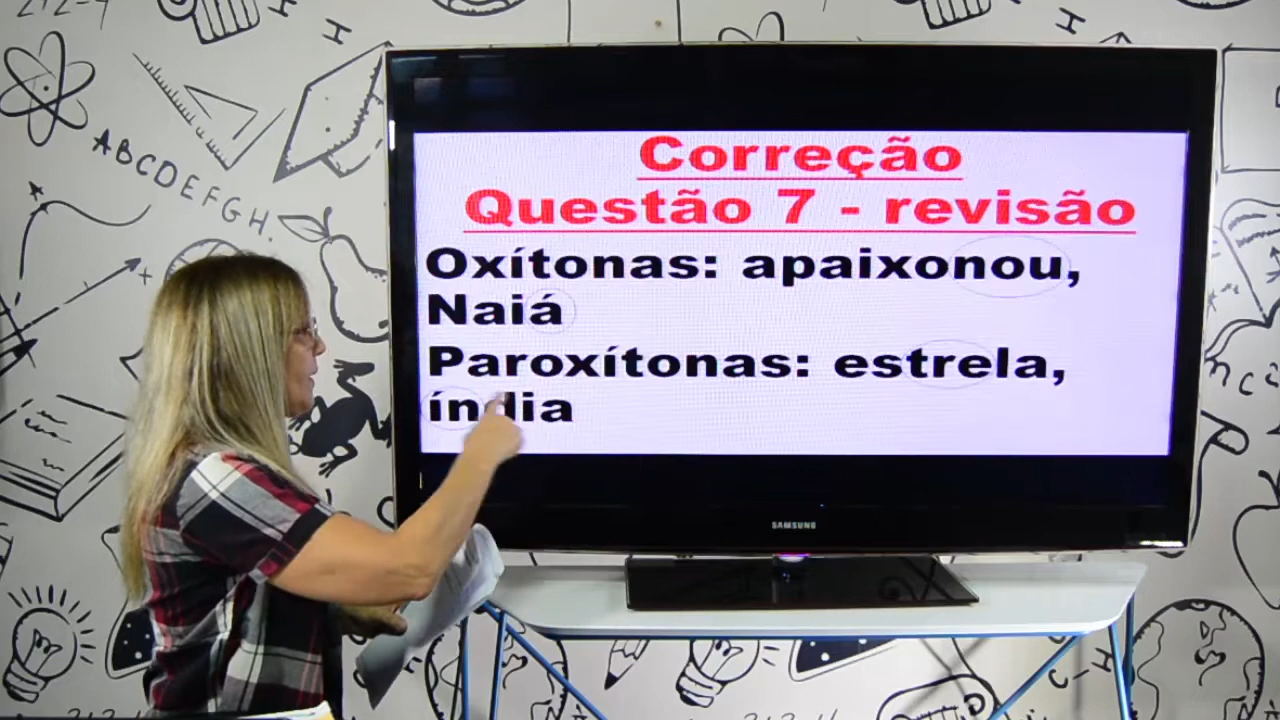 ABCDEFGH.
Correção
Questão 7 - revisão
Oxítonas: apaixonou,
Naiá
Paroxítonas: estrela,
índia
SAMSUNG